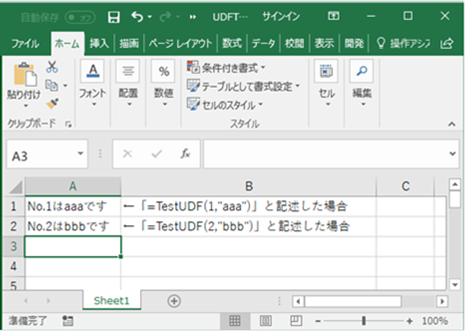 自動保存 オフ UDFT… サインイン
ファイル ホーム 挿入 描画 ページ レイアウト 数式 データ 校閲 表示 開発 操作アシス
貼り付け フォント 配置 数値 条件付き書式 セル 編集
テーブルとして書式設定
セルのスタイル
クリップボード スタイル
A3 fx
A B C
1 No.1はaaaです ←「=TestUDF(1,"aaa")」と記述した場合
2 No.2はbbbです ←「=TestUDF(2,"bbb")」と記述した場合
3
4
5
Sheet1
準備完了 100%